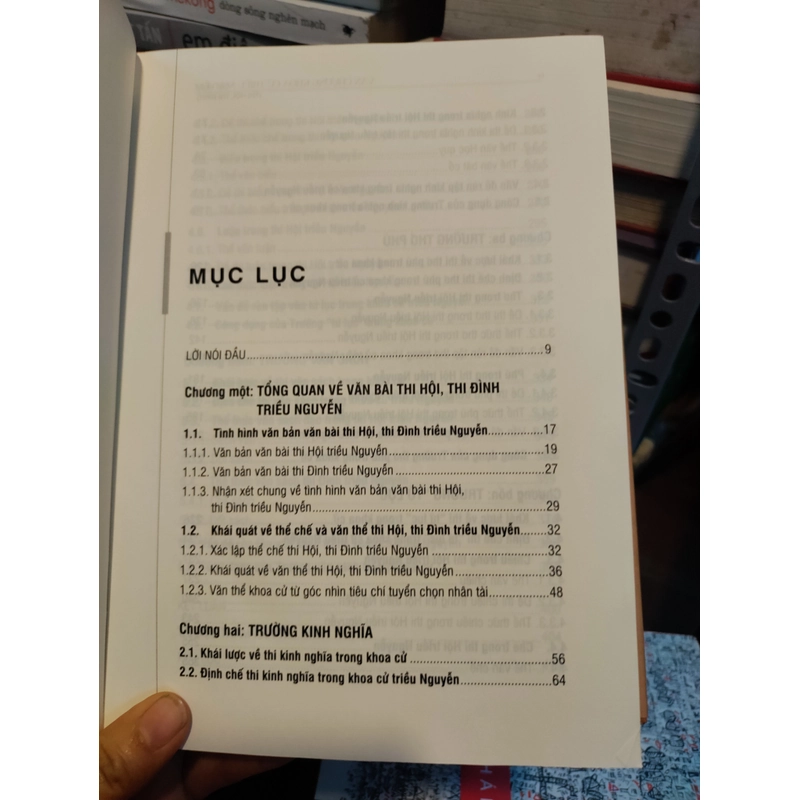 ekong dòng sông nghẽn mạch
TẤN
MỤC LỤC
LỜI NÓI ĐẦU..........9
Chương một: TỔNG QUAN VỀ VĂN BÀI THI HỘI, THI ĐÌNH
TRIỀU NGUYỄN
1.1. Tình hình văn bản văn bài thi Hội, thi Đình triều Nguyễn..........17
1.1.1. Văn bản văn bài thi Hội triều Nguyễn..........19
1.1.2. Văn bản văn bài thi Đình triều Nguyễn..........27
1.1.3. Nhận xét chung về tình hình văn bản văn bài thi Hội,
thi Đình triều Nguyễn..........29
1.2. Khái quát về thể chế và văn thể thi Hội, thi Đình triều Nguyễn..........32
1.2.1. Xác lập thể chế thi Hội, thi Đình triều Nguyễn..........32
1.2.2. Khái quát về văn thể thi Hội, thi Đình triều Nguyễn..........36
1.2.3. Văn thể khoa cử từ góc nhìn tiêu chí tuyển chọn nhân tài..........48
Chương hai: TRƯỜNG KINH NGHĨA
2.1. Khái lược về thi kinh nghĩa trong khoa cử..........56
2.2. Định chế thi kinh nghĩa trong khoa cử triều Nguyễn..........64